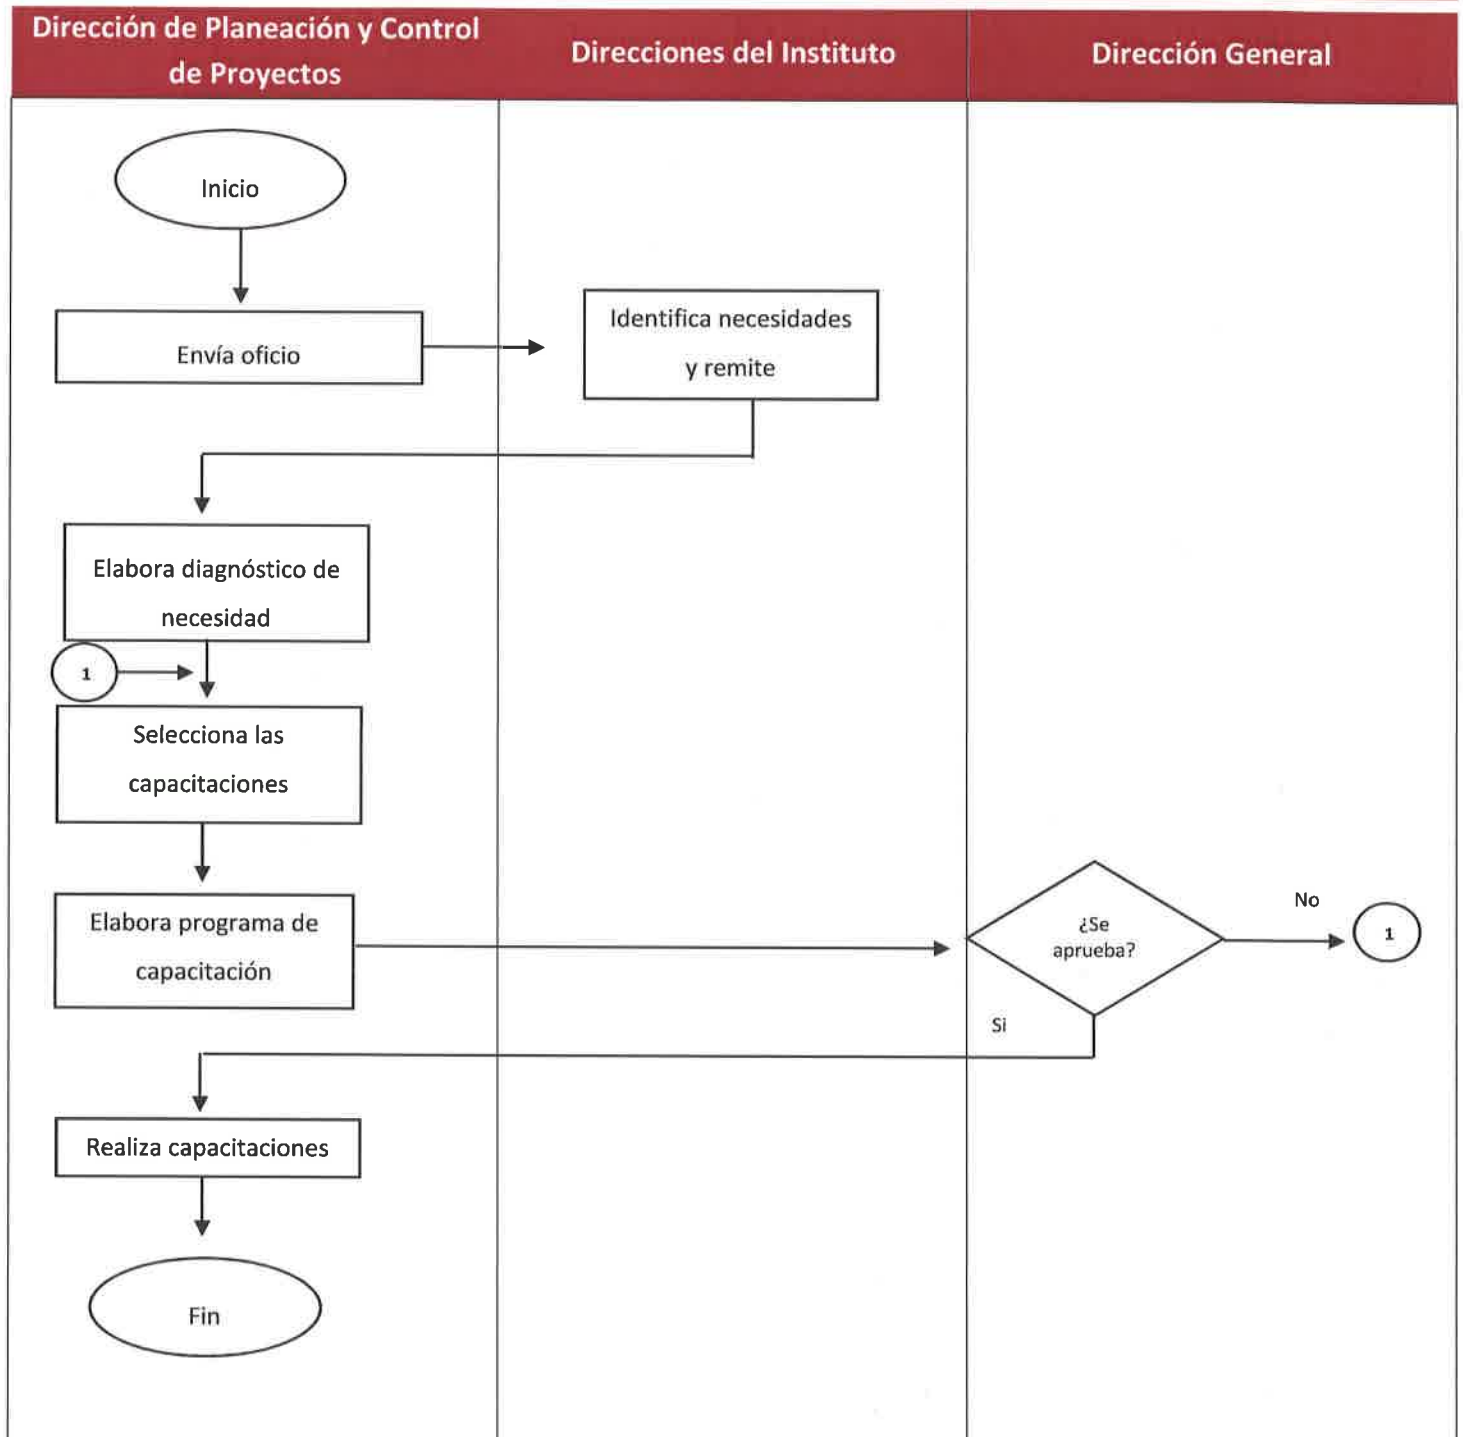 Dirección de Planeación y Control
de Proyectos
Direcciones del Instituto
Dirección General
Inicio
Envía oficio
Identifica necesidades
y remite
Elabora diagnóstico de
necesidad
1
Selecciona las
capacitaciones
Elabora programa de
capacitación
¿Se
aprueba?
No
1
Si
Realiza capacitaciones
Fin